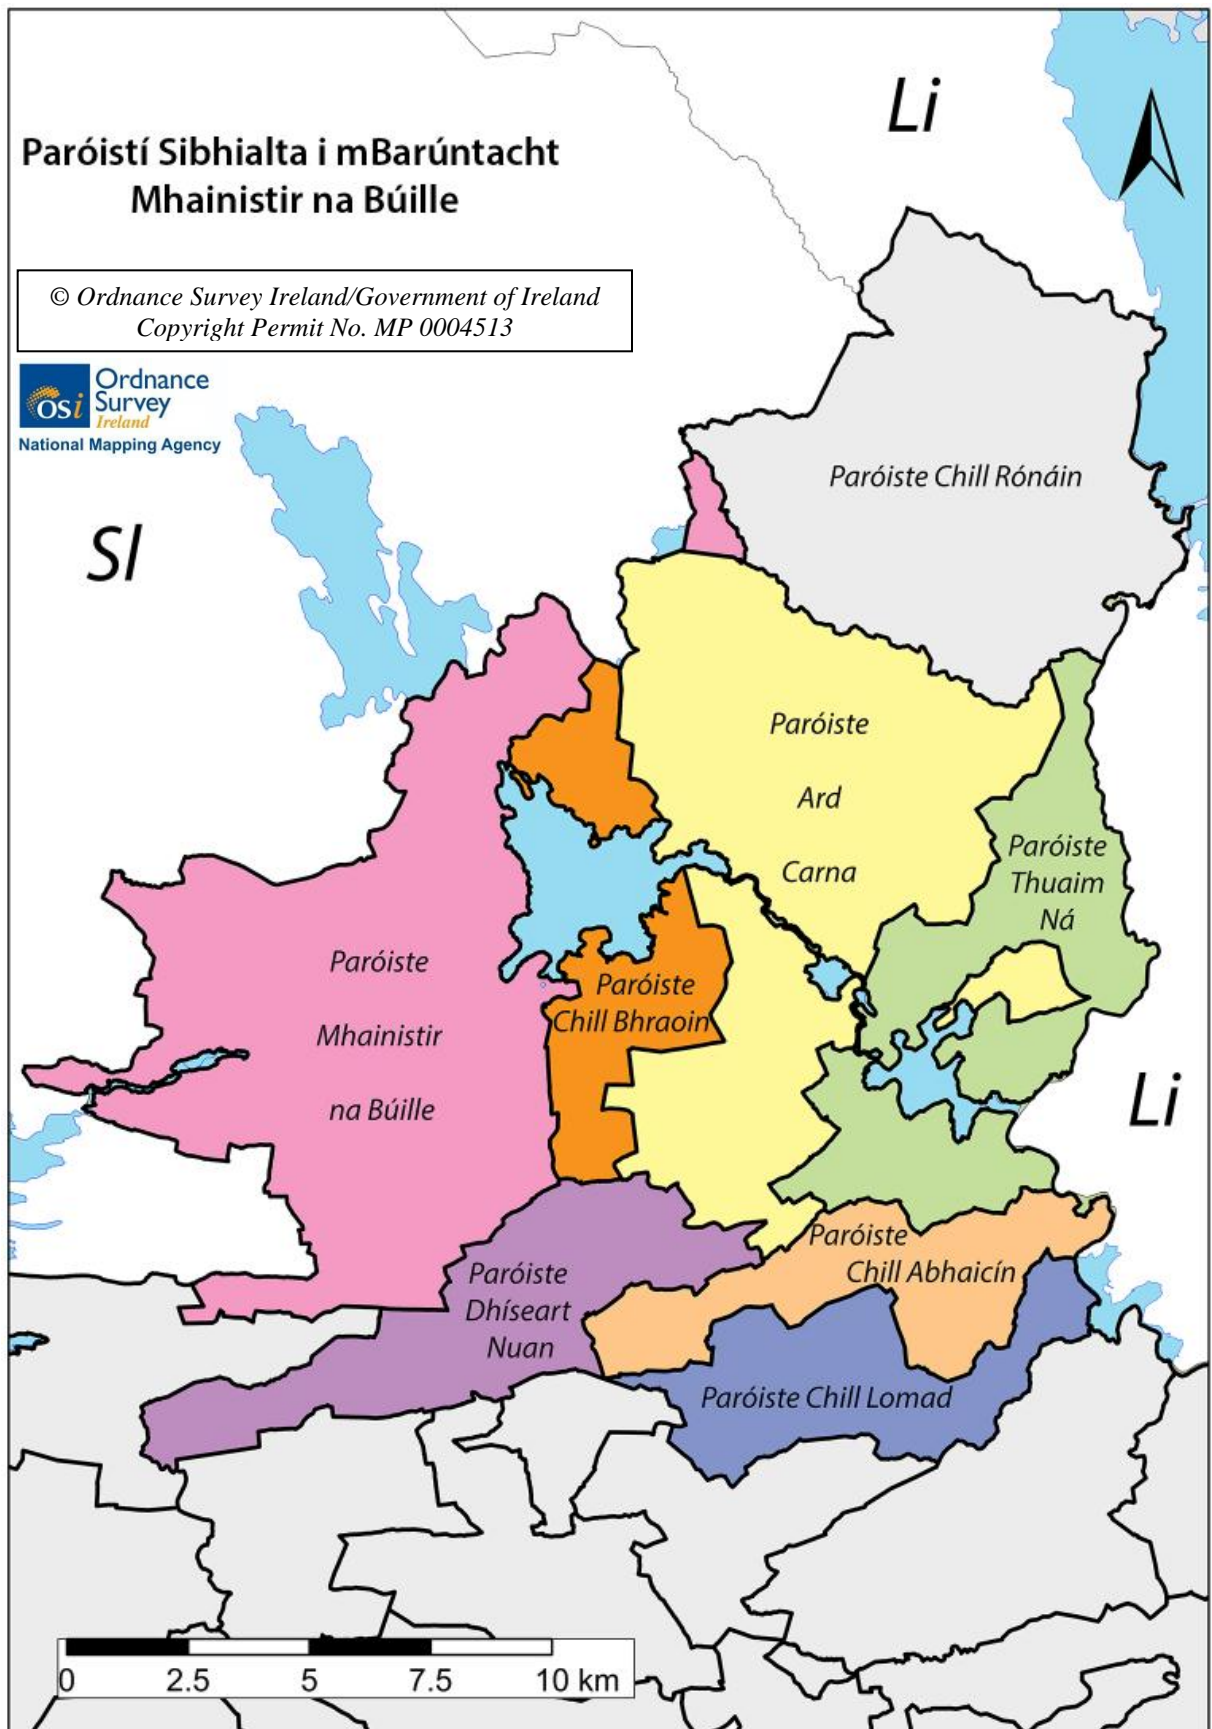 Li
Paróistí Sibhialta i mBarúntacht
Mhainistir na Búille
© Ordnance Survey Ireland/Government of Ireland
Copyright Permit No. MP 0004513
osi
Ordnance
Survey
Ireland
National Mapping Agency
Paróiste Chill Rónáin
Sl
Paróiste
Ard
Carna
Paróiste
Thuaim
Ná
Paróiste
Mhainistir
na Búille
Paróiste
Chill Bhraoin
Li
Paróiste
Chill Abhaicín
Paróiste
Dhíseart
Nuan
Paróiste Chill Lomad
0 2.5 5 7.5 10 km